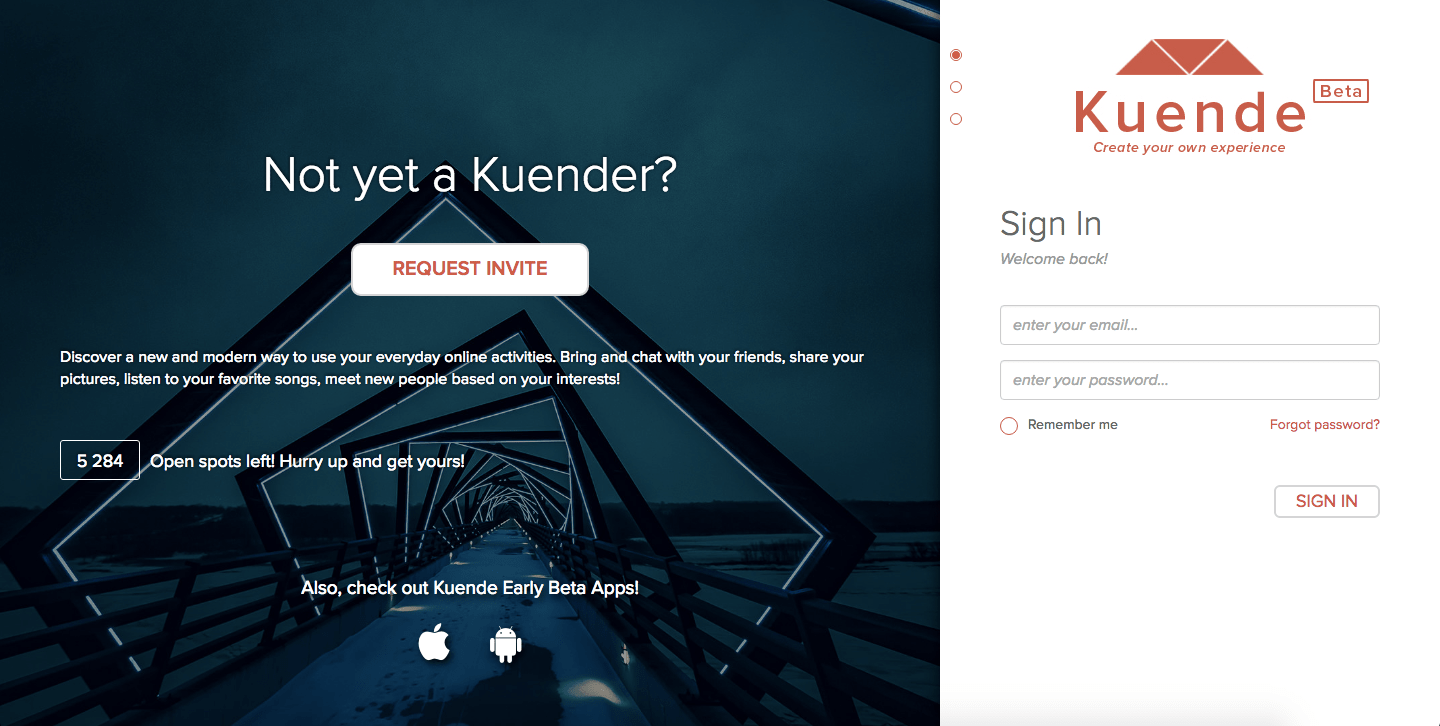 Not yet a Kuender?
REQUEST INVITE
Discover a new and modern way to use your everyday online activities. Bring and chat with your friends, share your
pictures, listen to your favorite songs, meet new people based on your interests!
5 284 Open spots left! Hurry up and get yours!
Also, check out Kuende Early Beta Apps!
Kuende Beta
Create your own experience
Sign In
Welcome back!
enter your email...
enter your password...
Remember me Forgot password?
SIGN IN